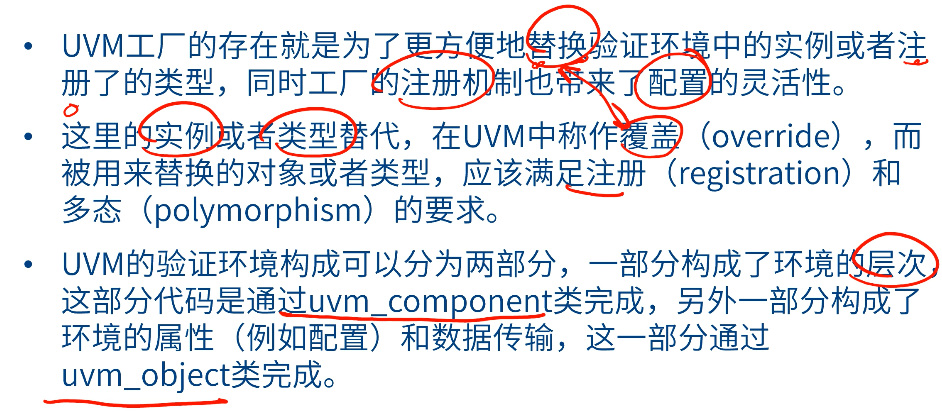 • UVM工厂的存在就是为了更方便地替换验证环境中的实例或者注
册了的类型，同时工厂的注册机制也带来了配置的灵活性。
• 这里的实例或者类型替代，在UVM中称作覆盖（override），而
被用来替换的对象或者类型，应该满足注册（registration）和
多态（polymorphism）的要求。
• UVM的验证环境构成可以分为两部分，一部分构成了环境的层次，
这部分代码是通过uvm_component类完成，另外一部分构成了
环境的属性（例如配置）和数据传输，这一部分通过
uvm_object类完成。